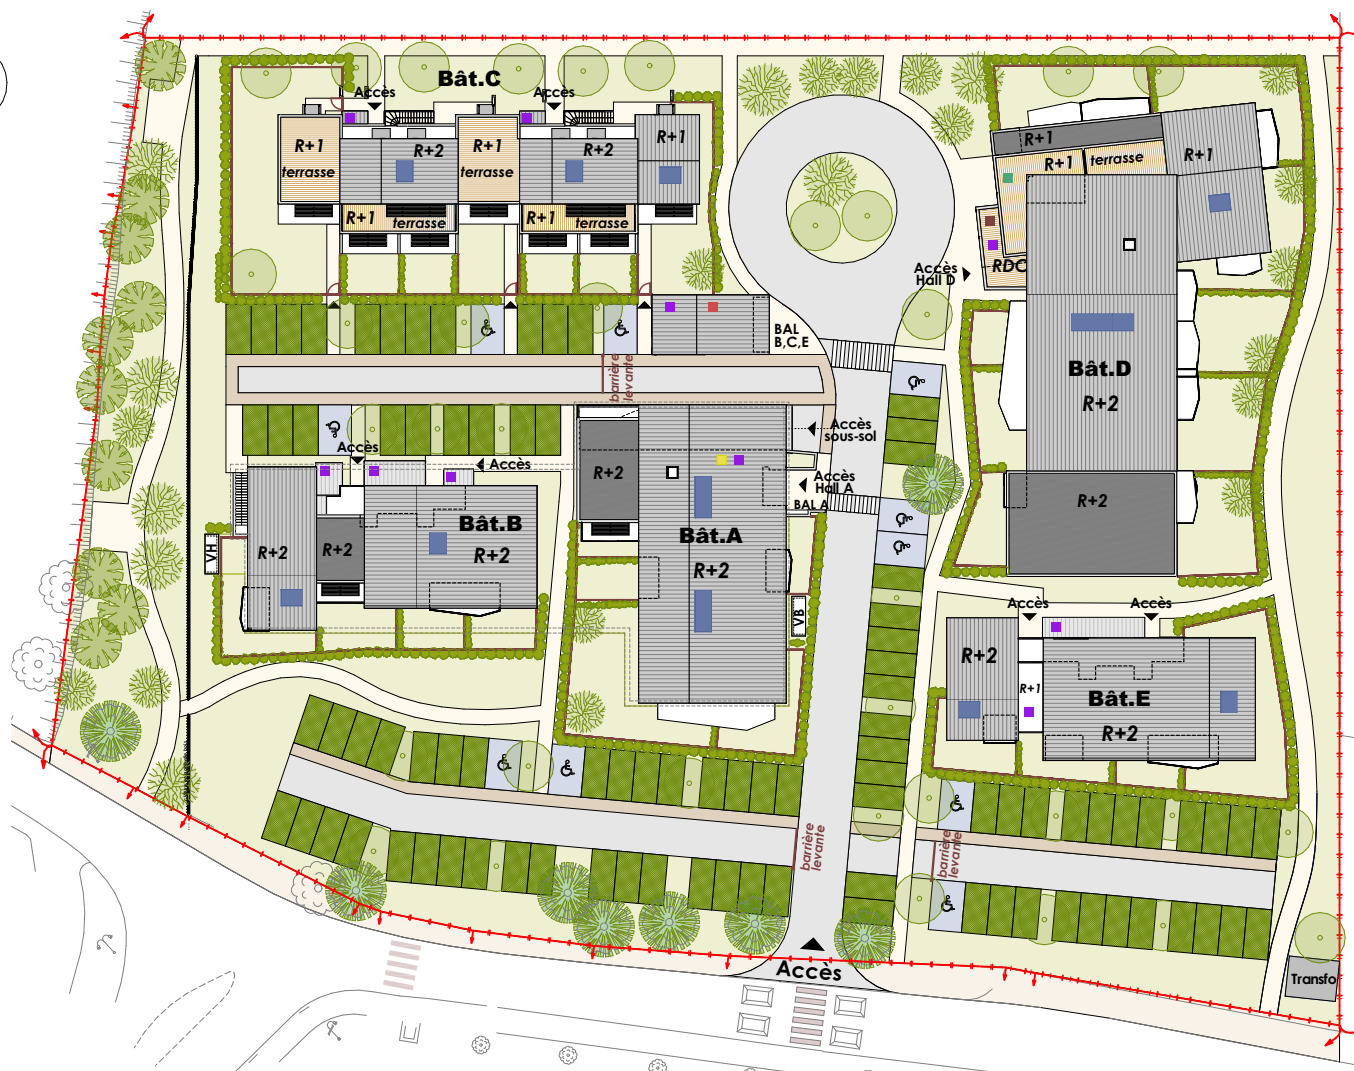 Bât.C
Accès
Accès
R+1
terrasse
R+2
R+1
terrasse
R+2
R+1
R+1
terrasse
R+1
terrasse
R+1
R+1
terrasse
R+1
RDC
Accès
Hall D
Bât.D
R+2
R+2
BAL
B,C,E
barrière
levante
Accès
sous-sol
Accès
Hall A
BAL A
Accès
Accès
R+2
Bât.A
R+2
VB
Bât.B
R+2
R+2
R+2
VH
Accès
Accès
R+2
R+1
Bât.E
R+2
barrière
levante
barrière
levante
Accès
Transfo